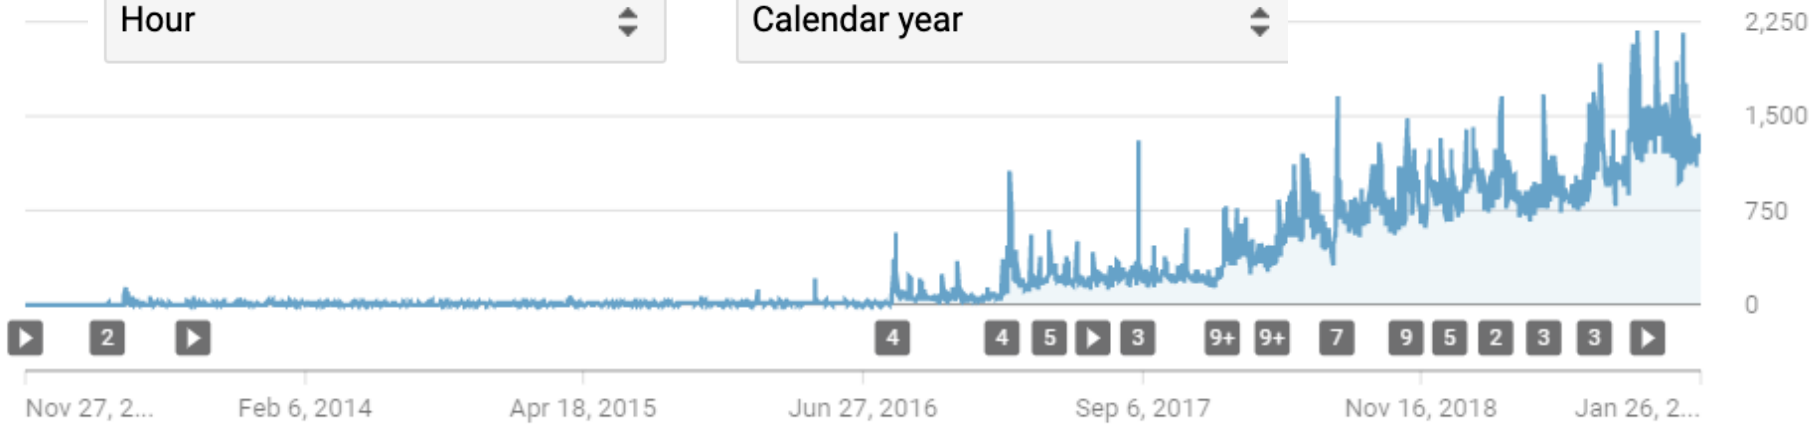 Hour
Calendar year
2,250
1,500
750
0
2
4
4
5
3
9+
9+
7
9
5
2
3
3
Nov 27, 2...
Feb 6, 2014
Apr 18, 2015
Jun 27, 2016
Sep 6, 2017
Nov 16, 2018
Jan 26, 2...